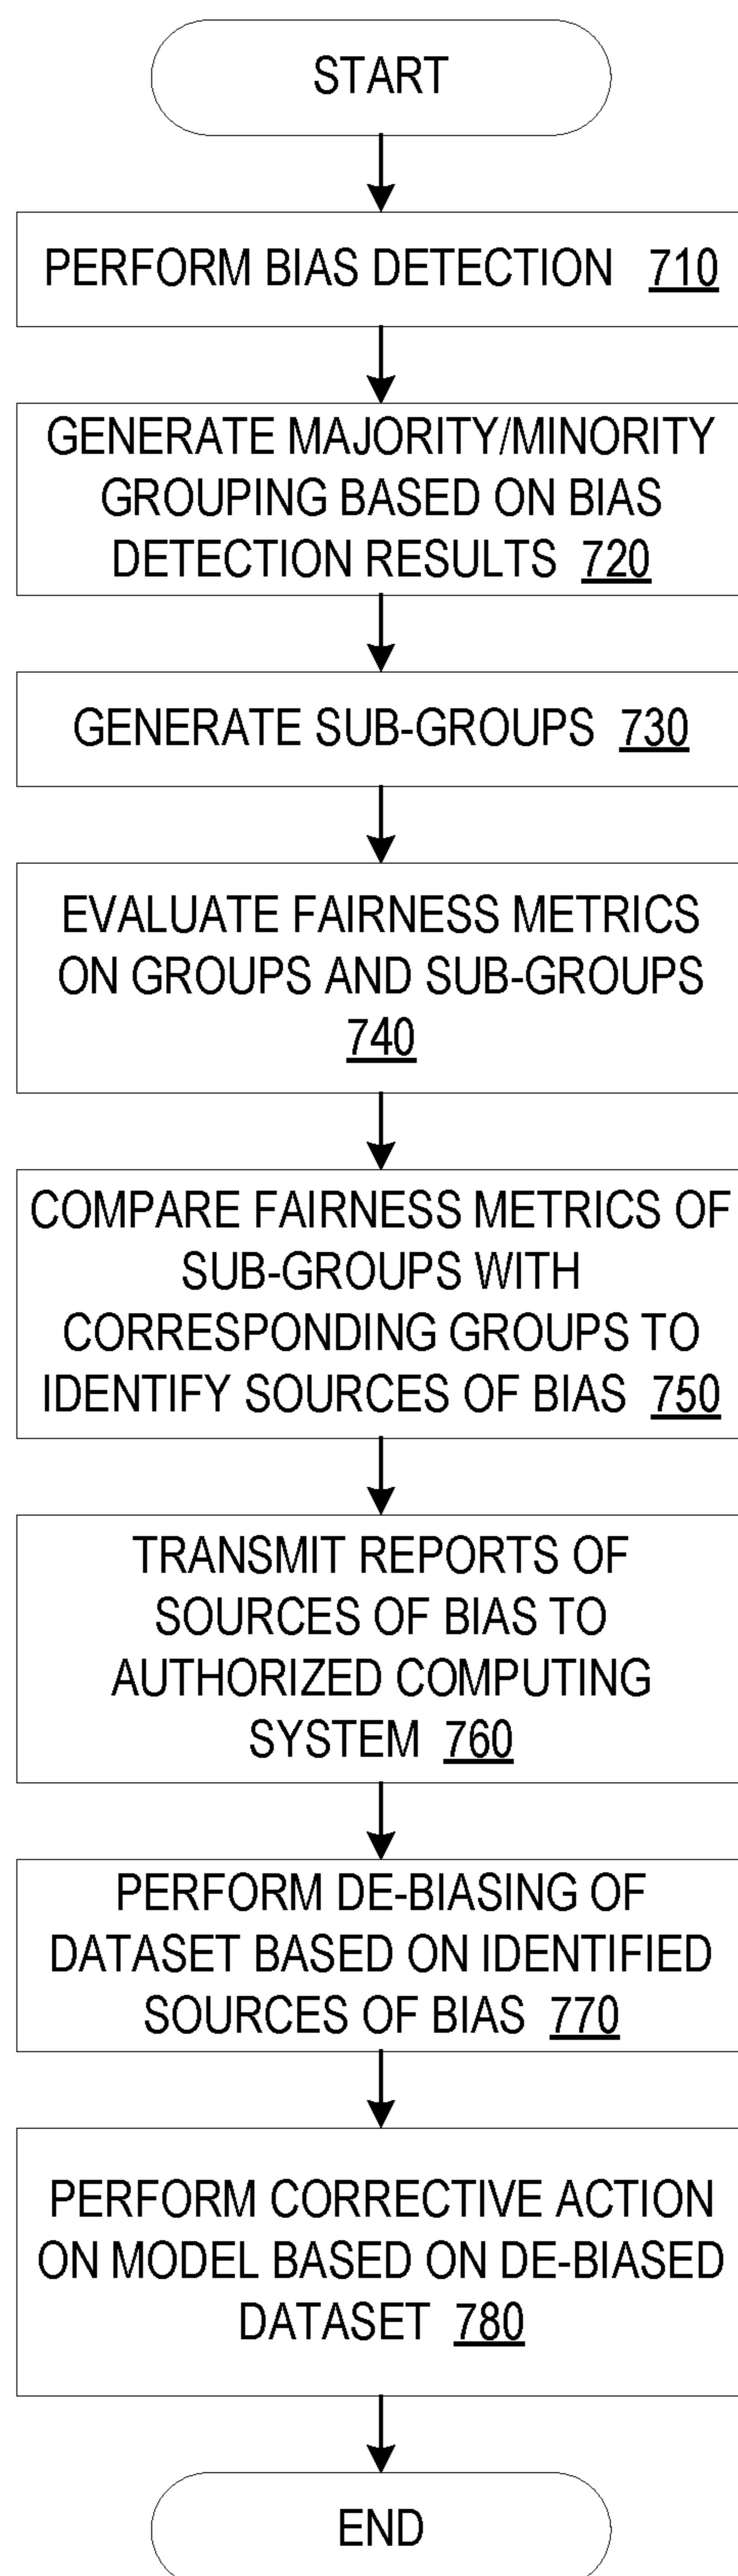 START
PERFORM BIAS DETECTION 710
GENERATE MAJORITY/MINORITY
GROUPING BASED ON BIAS
DETECTION RESULTS 720
GENERATE SUB-GROUPS 730
EVALUATE FAIRNESS METRICS
ON GROUPS AND SUB-GROUPS
740
COMPARE FAIRNESS METRICS OF
SUB-GROUPS WITH
CORRESPONDING GROUPS TO
IDENTIFY SOURCES OF BIAS 750
TRANSMIT REPORTS OF
SOURCES OF BIAS TO
AUTHORIZED COMPUTING
SYSTEM 760
PERFORM DE-BIASING OF
DATASET BASED ON IDENTIFIED
SOURCES OF BIAS 770
PERFORM CORRECTIVE ACTION
ON MODEL BASED ON DE-BIASED
DATASET 780
END